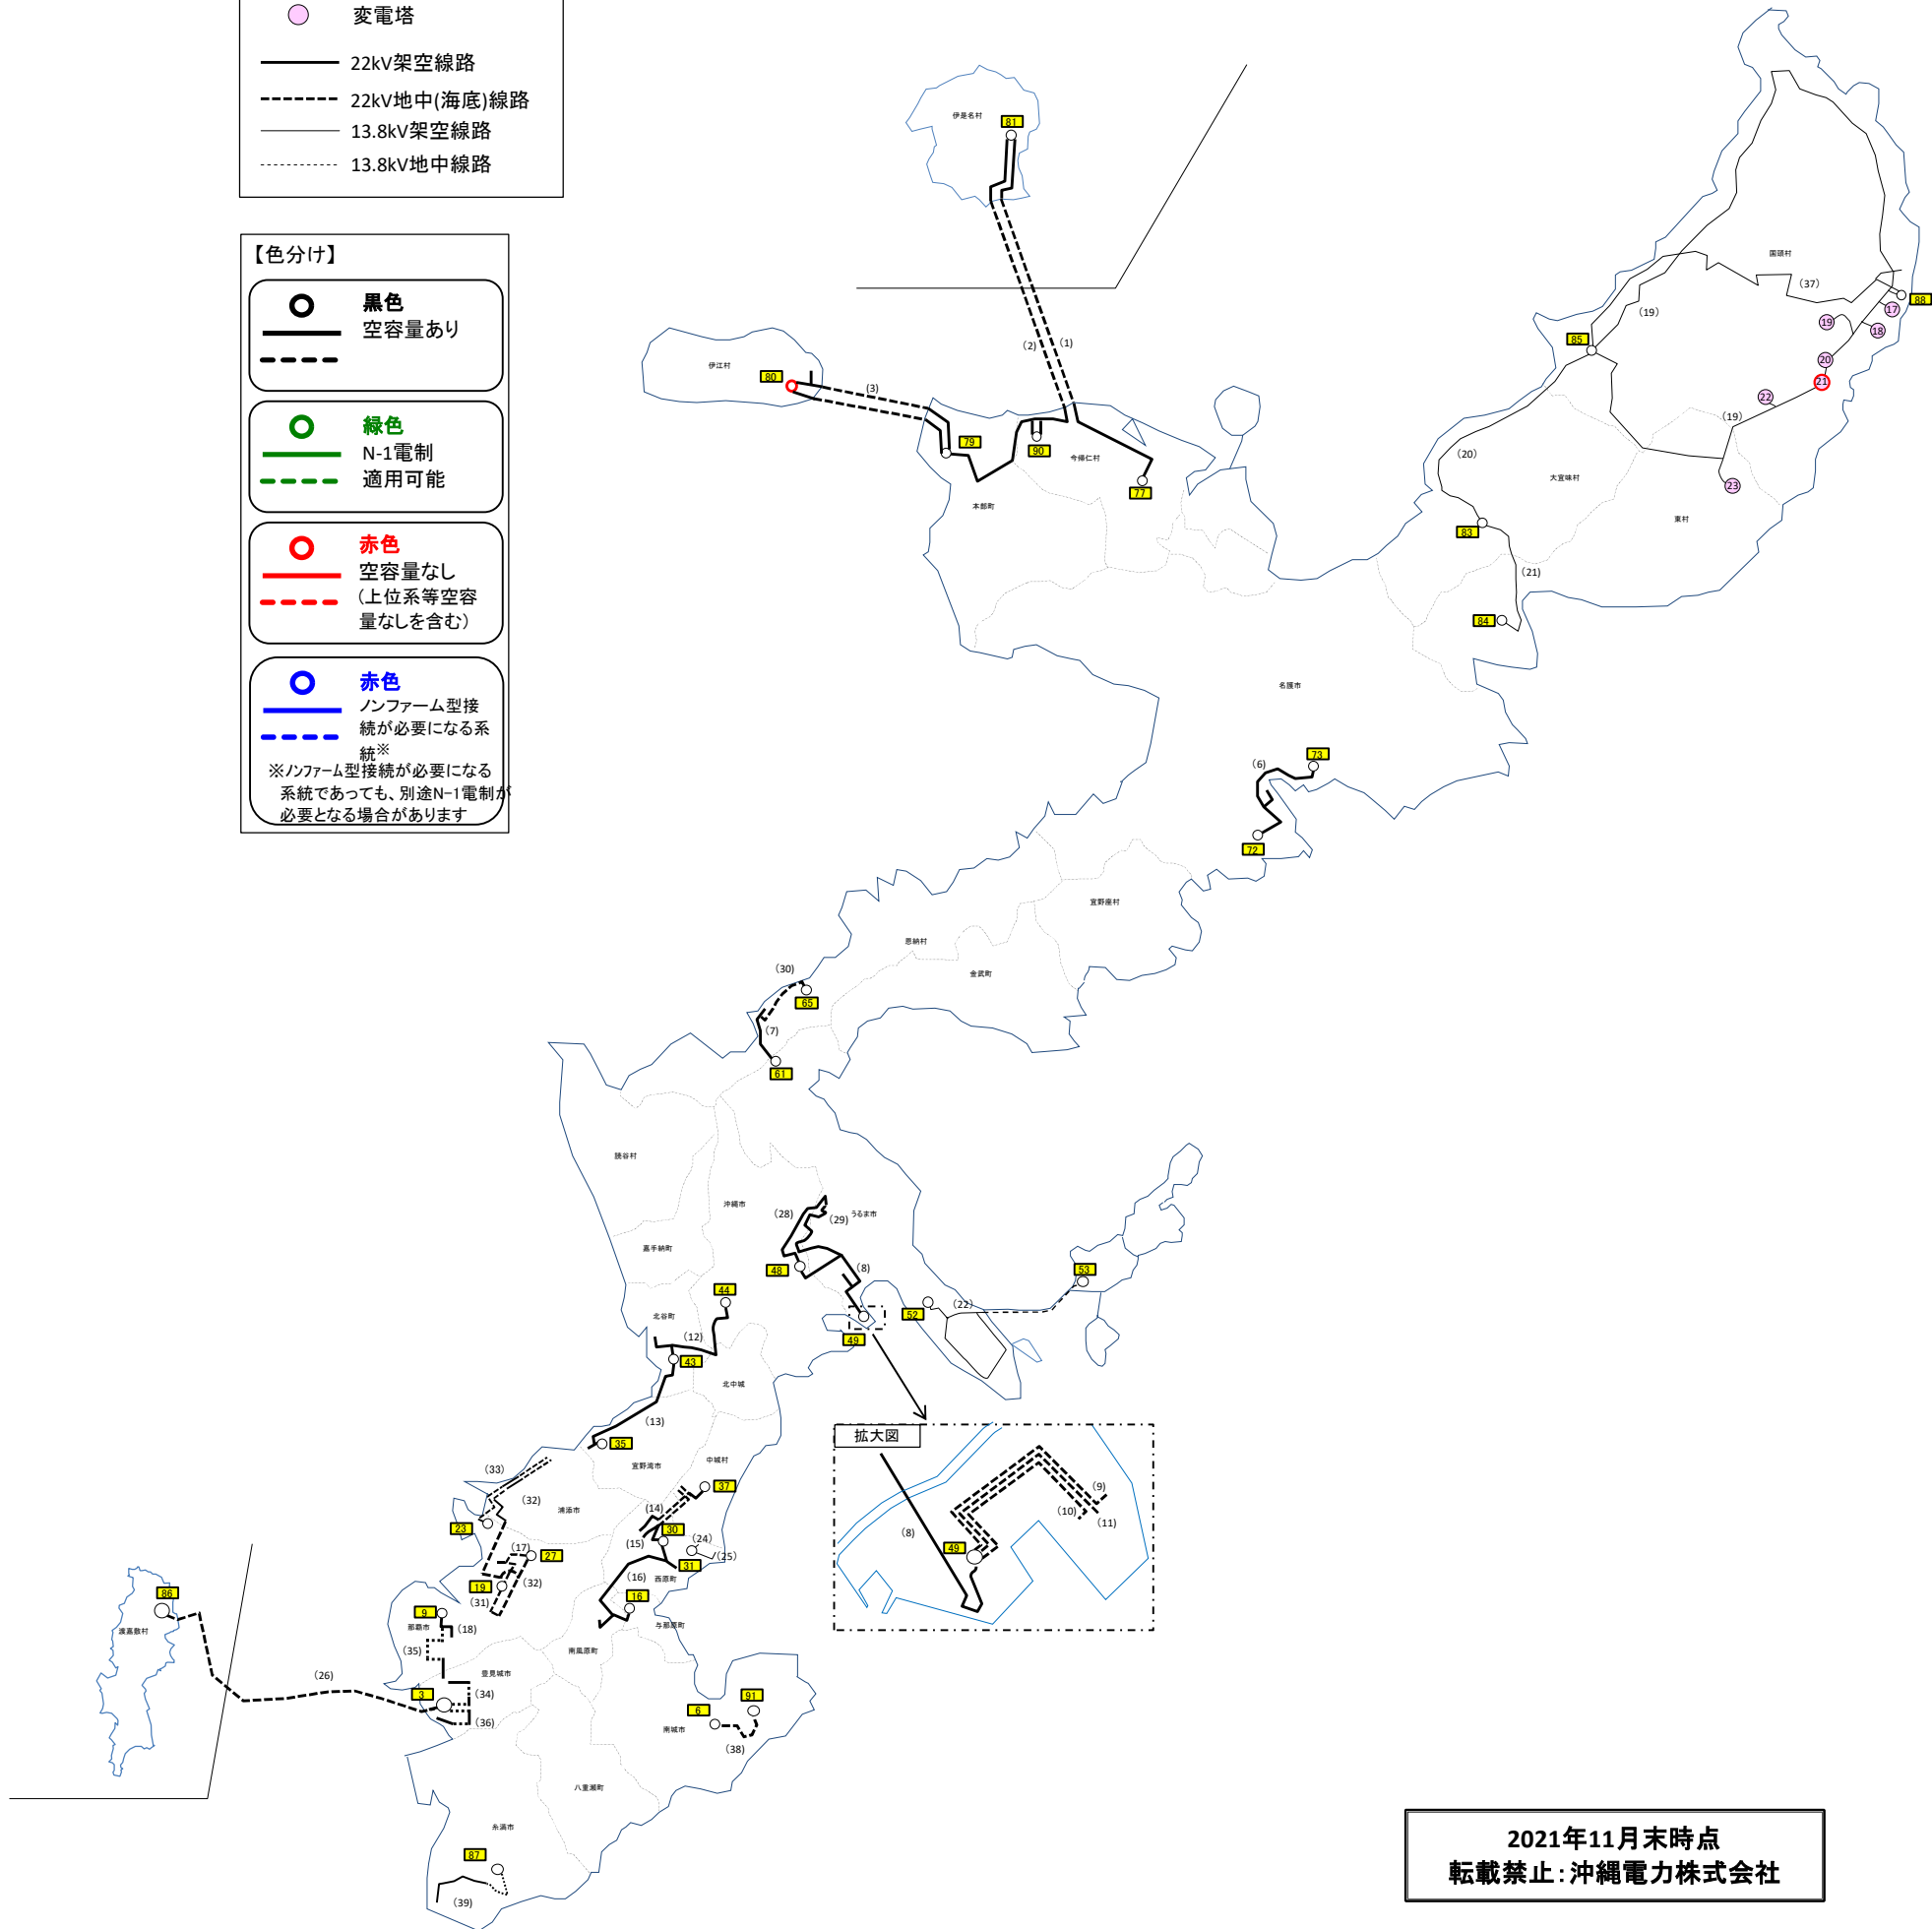 変電塔
22kV架空線路
22kV地中(海底)線路
13.8kV架空線路
13.8kV地中線路
【色分け】
黒色
空容量あり
緑色
N-1電制
適用可能
赤色
空容量なし
(上位系等空容
量なしを含む)
赤色
ノンファーム型接
続が必要になる系
統※
※ノンファーム型接続が必要になる
系統であっても、別途N-1電制が
必要となる場合があります
伊是名村
81
(2)
(1)
伊江村
80
(3)
79
90
今帰仁村
77
本部町
国頭村
(37)
88
(19)
17
19
18
85
20
21
22
(19)
(20)
大宜味村
23
東村
83
(21)
84
名護市
73
(6)
72
宜野座村
恩納村
金武町
(30)
65
(7)
61
読谷村
沖縄市
(28)
(29)
うるま市
嘉手納町
48
(8)
53
44
52
(22)
北谷町
49
(12)
43
北中城
(13)
拡大図
35
宜野湾市
中城村
(33)
37
(9)
(32)
浦添市
(14)
(10)
(11)
23
30
(8)
(15)
(24)
49
(17)
27
(25)
31
19
(32)
(16)
西原町
86
(31)
16
9
渡嘉敷村
那覇市
(18)
与那原町
(35)
南風原町
豊見城市
(26)
3
(34)
91
6
(36)
南城市
(38)
八重瀬町
糸満市
87
(39)
2021年11月末時点
転載禁止:沖縄電力株式会社